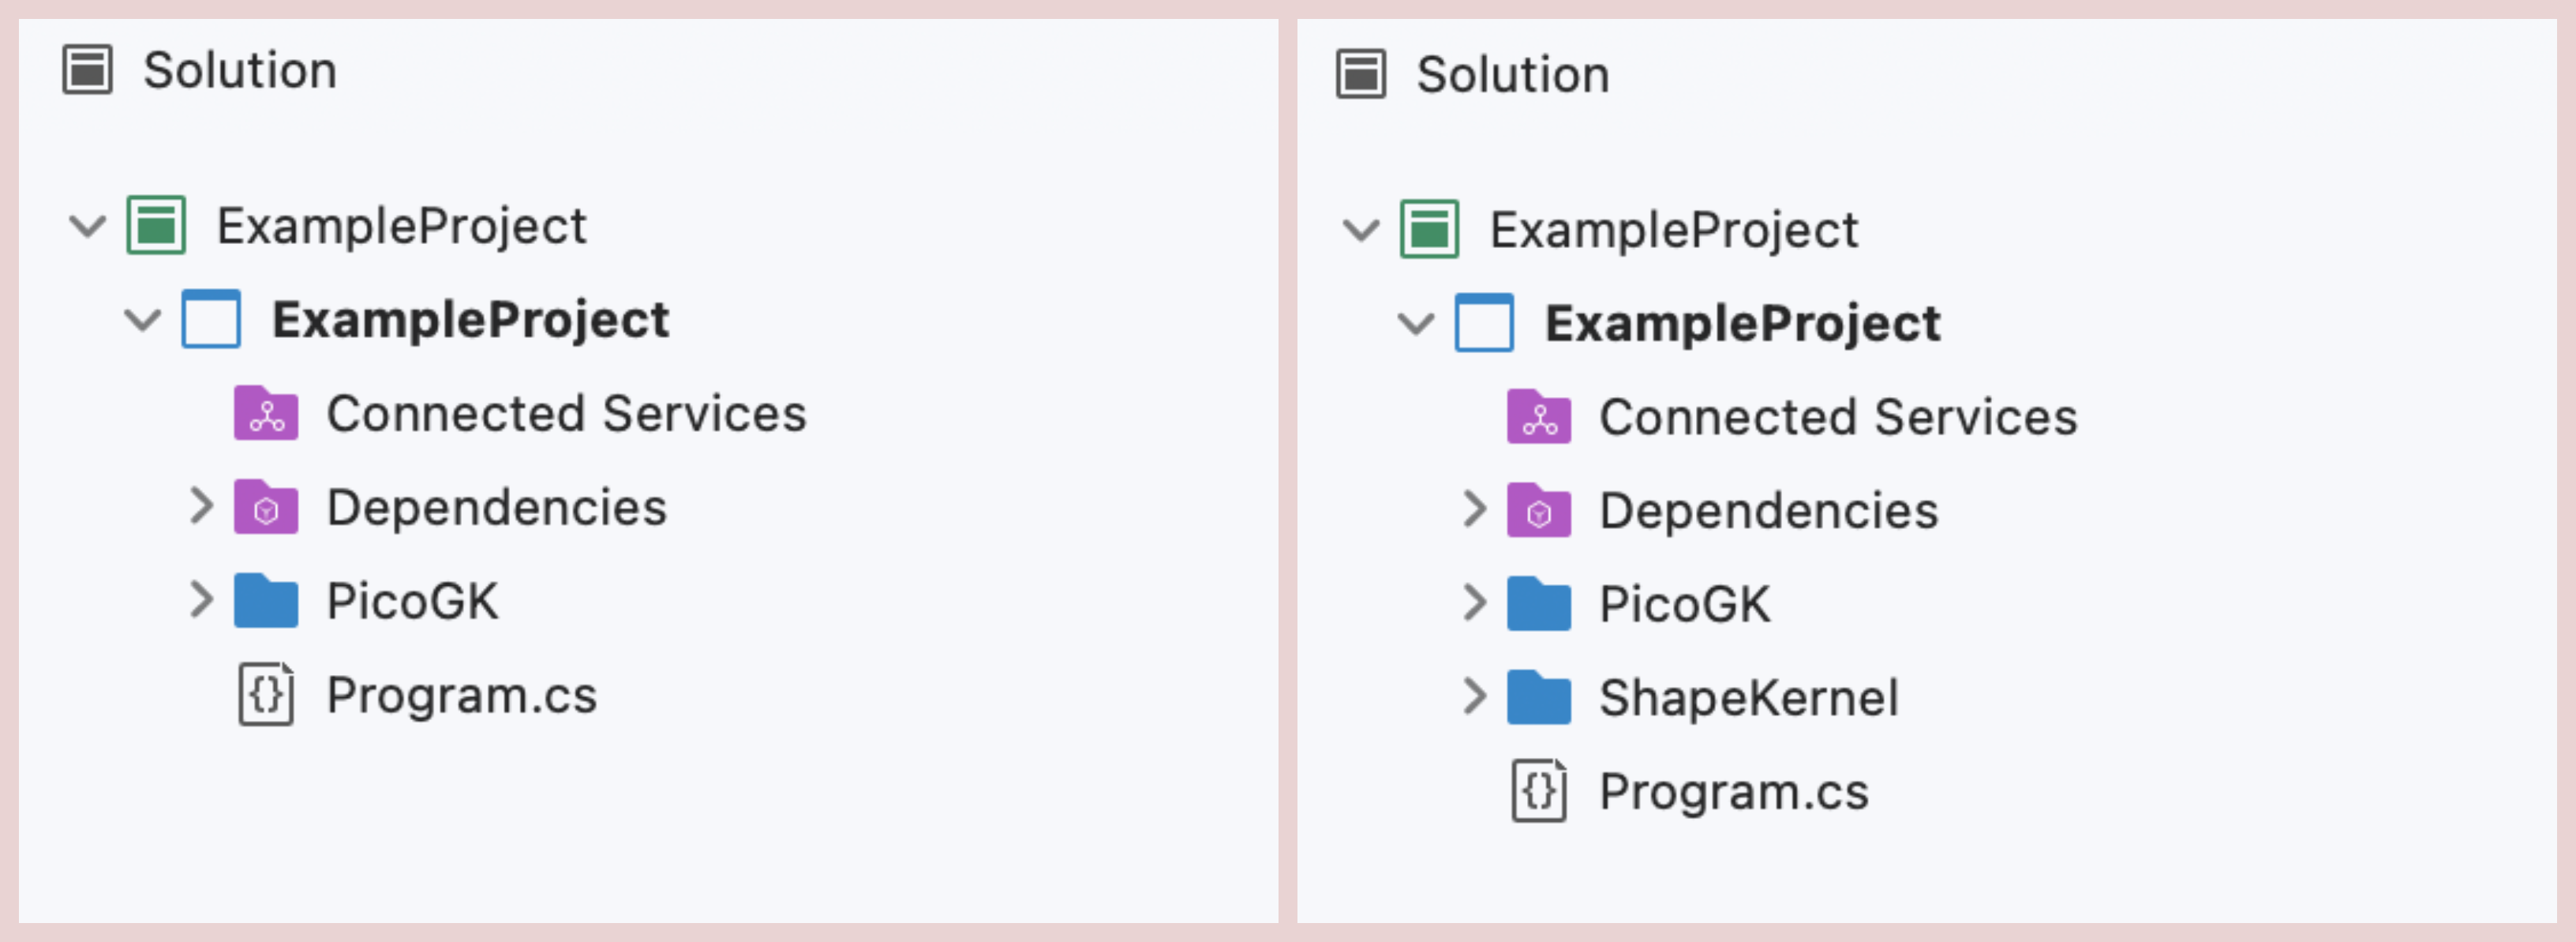 Solution
ExampleProject
ExampleProject
Connected Services
Dependencies
PicoGK
{} Program.cs
Solution
ExampleProject
ExampleProject
Connected Services
Dependencies
PicoGK
ShapeKernel
{} Program.cs